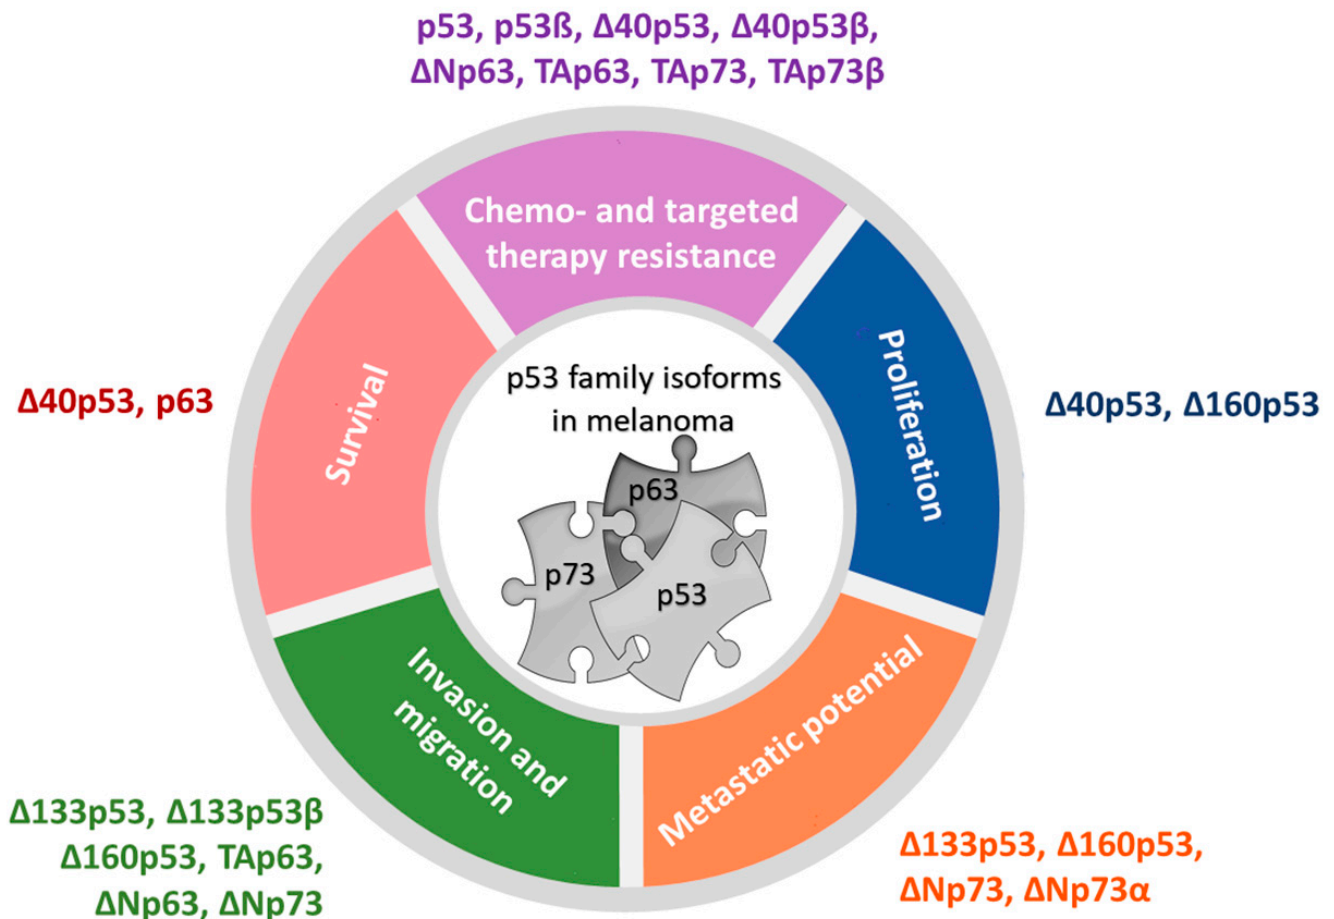 p53, p53ß, Δ40p53, Δ40p53β,
ΔNp63, TAp63, TAp73, TAp73β
Chemo- and targeted
therapy resistance
Proliferation
Δ40p53, Δ160p53
Metastatic potential
Δ133p53, Δ160p53,
ΔNp73, ΔNp73α
Invasion and
migration
Δ133p53, Δ133p53β
Δ160p53, TAp63,
ΔNp63, ΔNp73
Survival
Δ40p53, p63
p53 family isoforms
in melanoma
p63
p73
p53